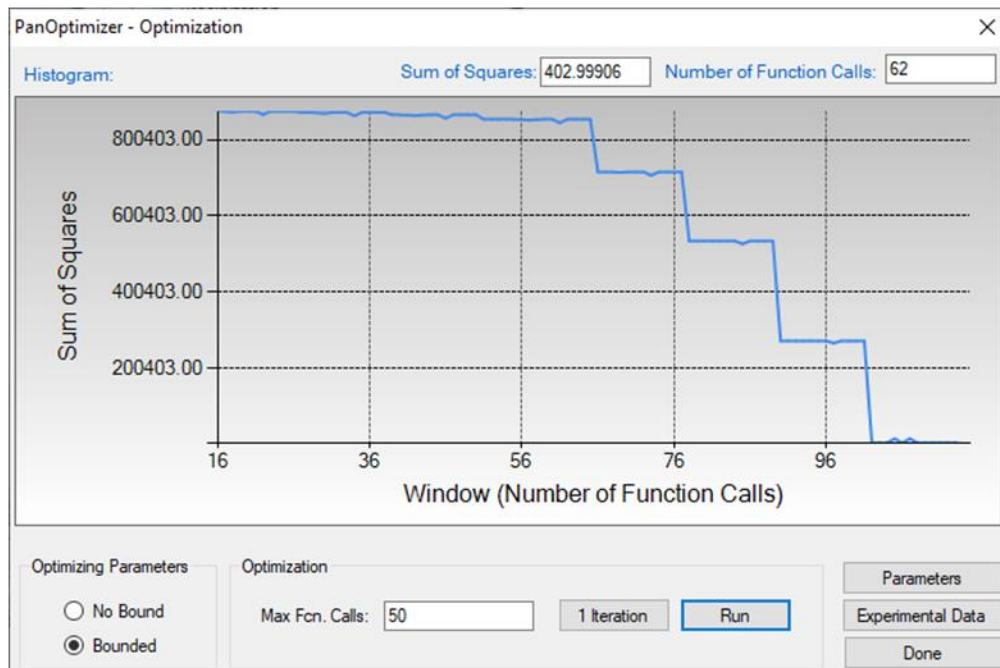 PanOptimizer - Optimization
Histogram: Sum of Squares: 402.99906 Number of Function Calls: 62
800403.00
600403.00
400403.00
200403.00
Sum of Squares
16 36 56 76 96
Window (Number of Function Calls)
Optimizing Parameters
No Bound
Bounded
Optimization
Max Fcn. Calls: 50 1 Iteration Run
Parameters
Experimental Data
Done